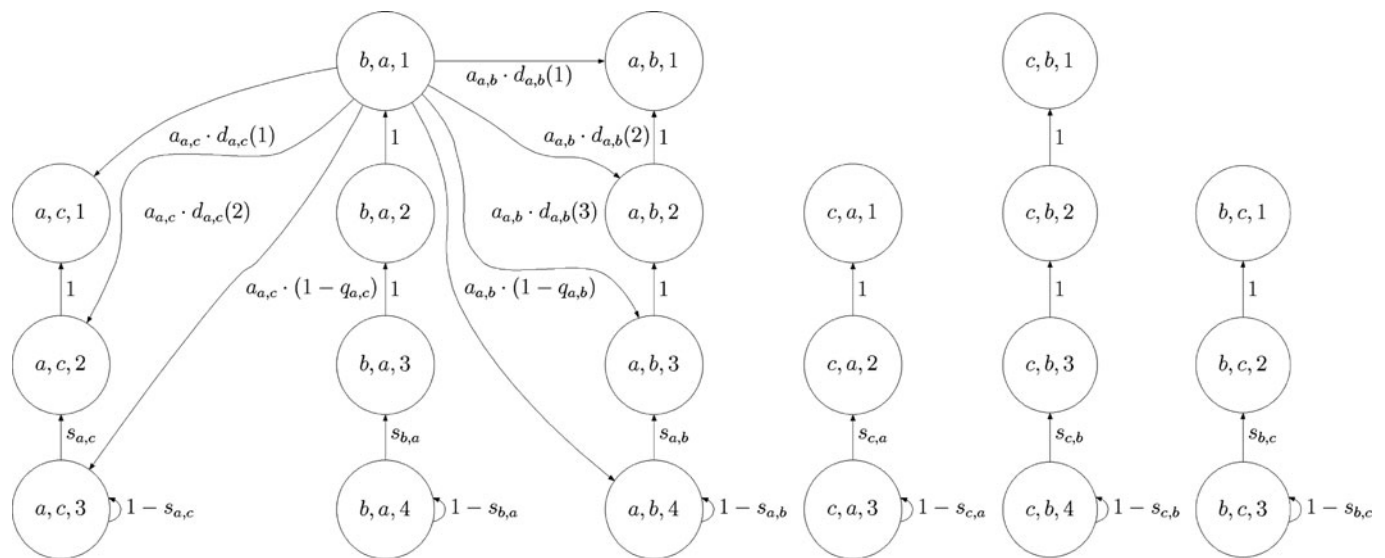 b, a, 1 a, b, 1 c, b, 1
a_{a,b} · d_{a,b}(1)
a_{a,c} · d_{a,c}(1) 1 a_{a,b} · d_{a,b}(2) 1 1
a, c, 1 b, a, 2 a, b, 2 c, a, 1 c, b, 2 b, c, 1
a_{a,c} · d_{a,c}(2) a_{a,b} · d_{a,b}(3)
1 a_{a,c} · (1 − q_{a,c}) 1 a_{a,b} · (1 − q_{a,b}) 1 1 1 1
a, c, 2 b, a, 3 a, b, 3 c, a, 2 c, b, 3 b, c, 2
s_{a,c} s_{b,a} s_{a,b} s_{c,a} s_{c,b} s_{b,c}
a, c, 3 1 − s_{a,c} b, a, 4 1 − s_{b,a} a, b, 4 1 − s_{a,b} c, a, 3 1 − s_{c,a} c, b, 4 1 − s_{c,b} b, c, 3 1 − s_{b,c}